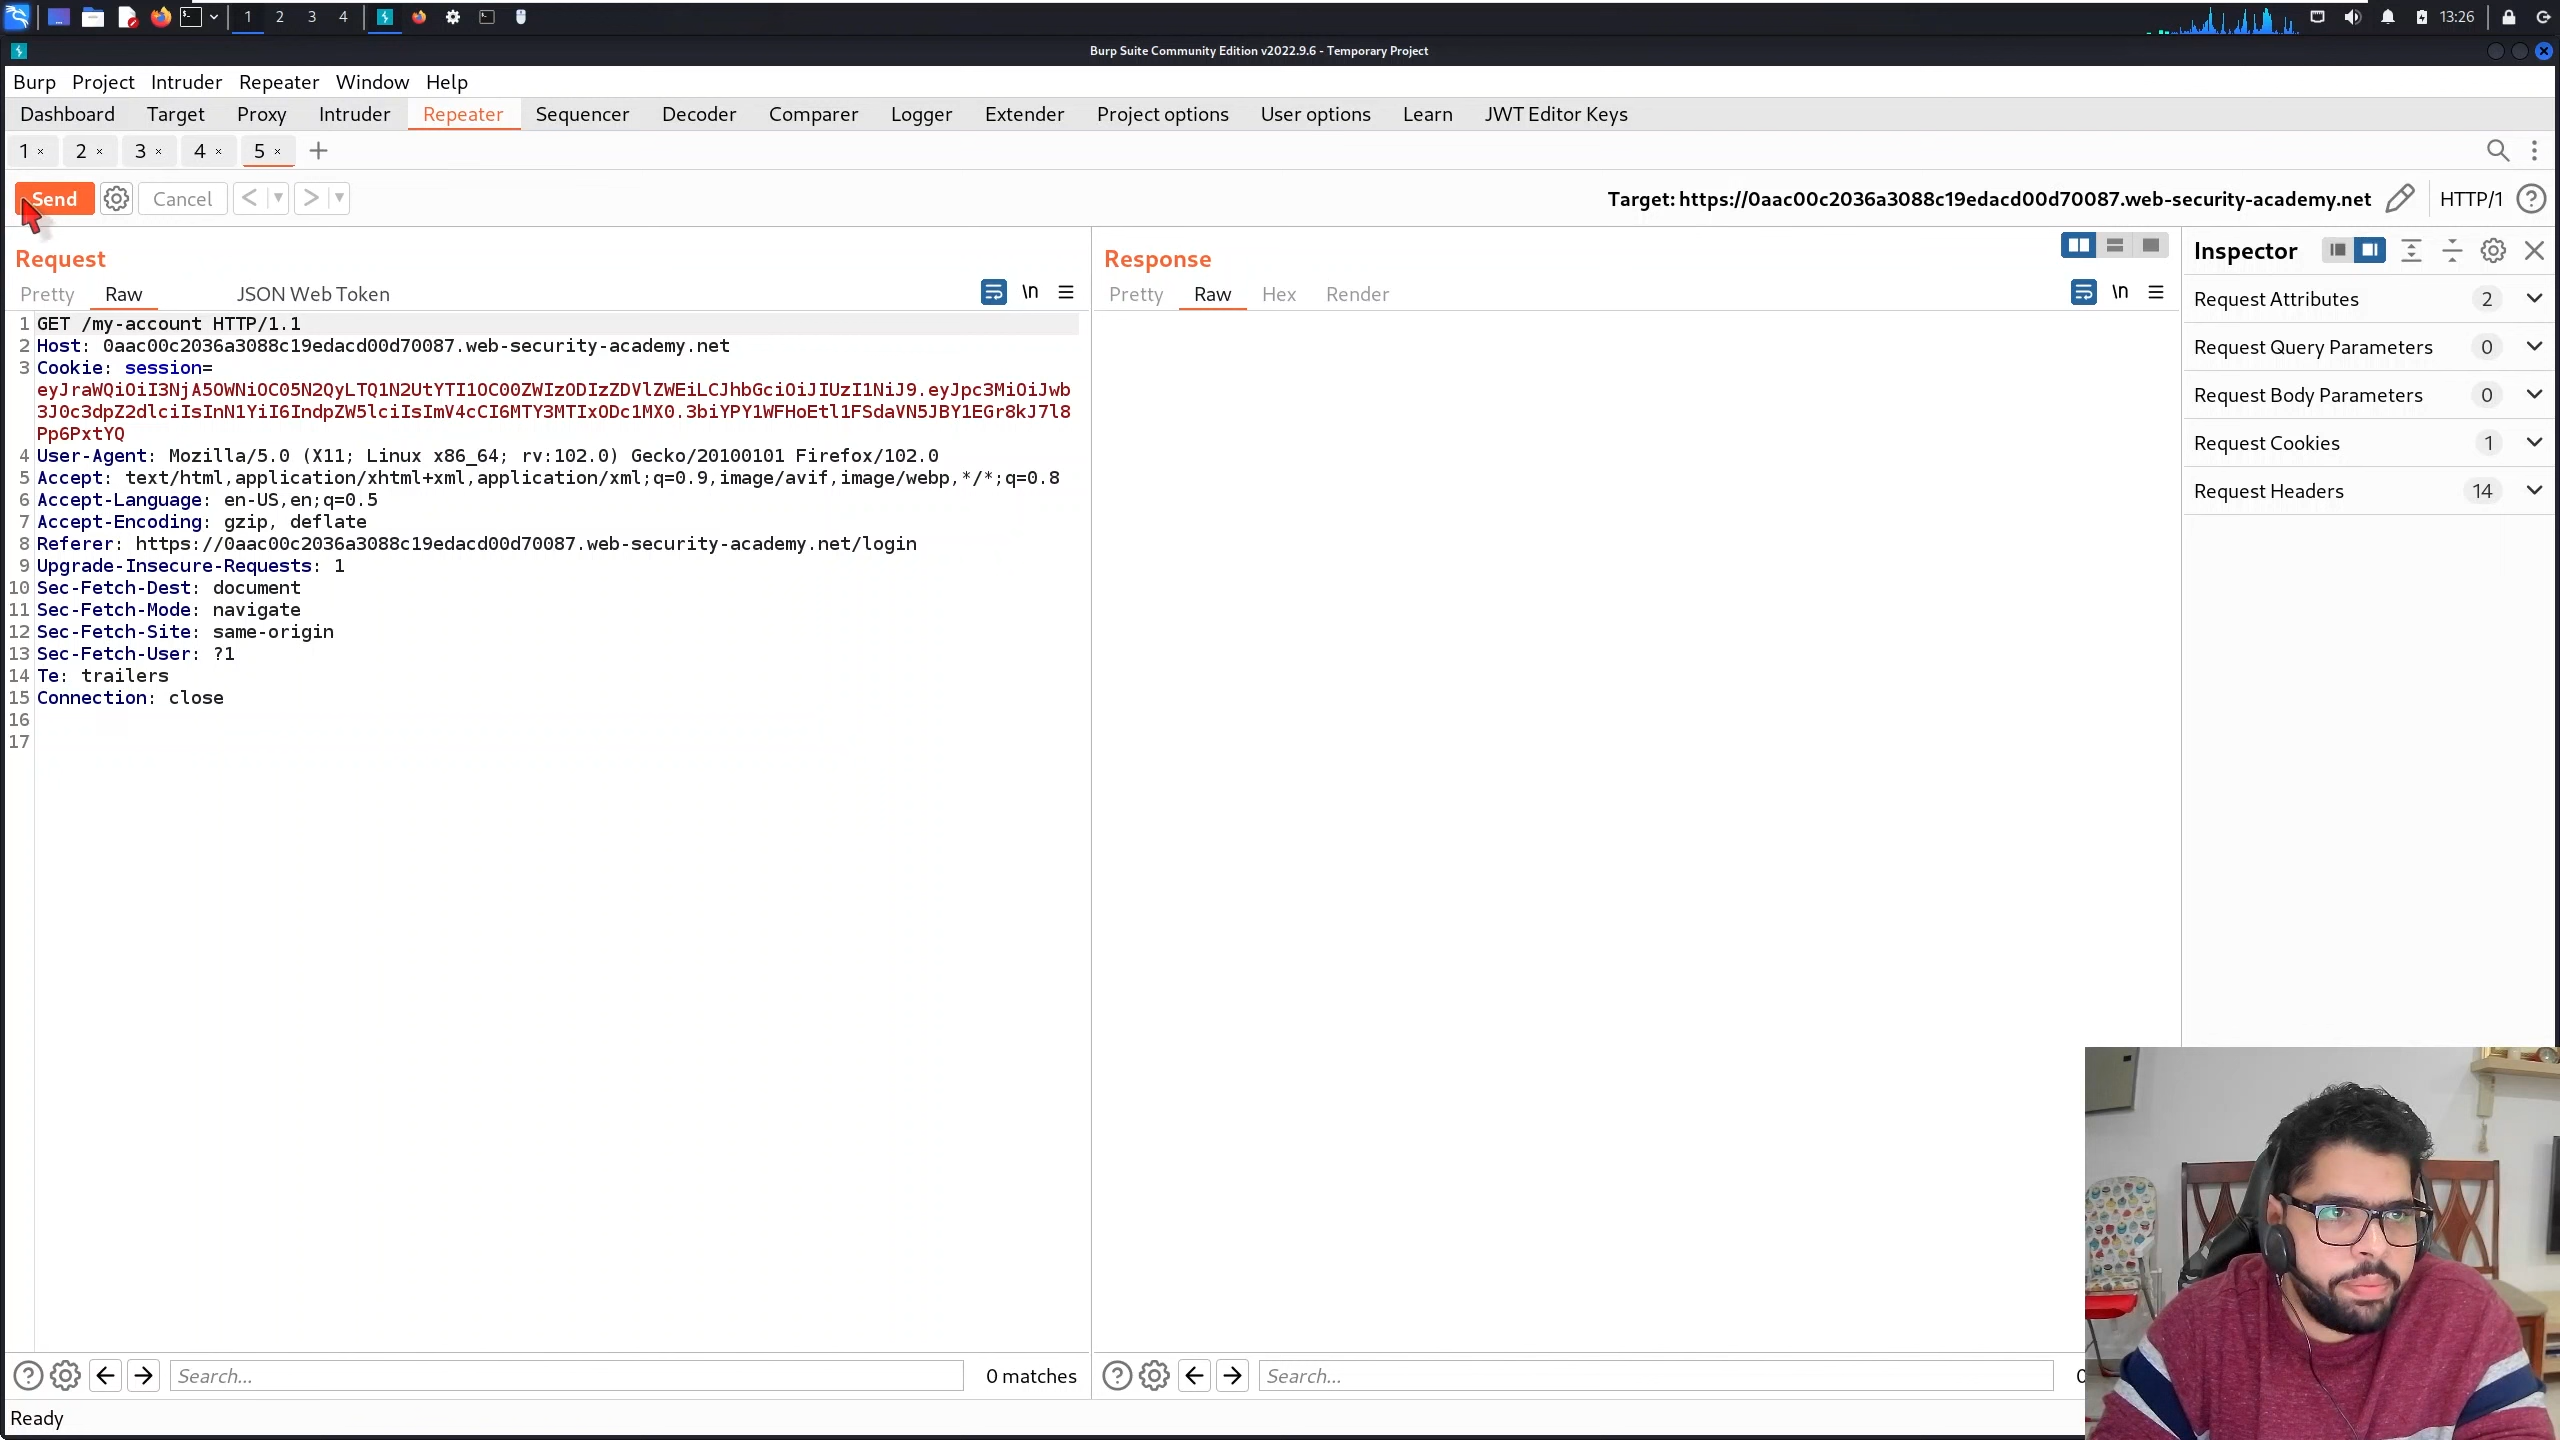 1 2 3 4 13:26
Burp Suite Community Edition v2022.9.6 - Temporary Project
Burp Project Intruder Repeater Window Help
Dashboard Target Proxy Intruder Repeater Sequencer Decoder Comparer Logger Extender Project options User options Learn JWT Editor Keys
1 × 2 × 3 × 4 × 5 × +
Send Cancel < > Target: https://0aac00c2036a3088c19edacd00d70087.web-security-academy.net HTTP/1
Request
Pretty Raw JSON Web Token \n
1 GET /my-account HTTP/1.1
2 Host: 0aac00c2036a3088c19edacd00d70087.web-security-academy.net
3 Cookie: session=
eyJraWQiOiI3NjA5OWNiOC05N2QyLTQ1N2UtYTI1OC00ZWIzODIzZDVlZWEiLCJhbGciOiJIUzI1NiJ9.eyJpc3MiOiJwb
3J0c3dpZ2dlciIsInN1YiI6IndpZW5lciIsImV4cCI6MTY3MTIxODc1MX0.3biYPY1WFHoEtl1FSdaVN5JBY1EGr8kJ7l8
Pp6PxtYQ
4 User-Agent: Mozilla/5.0 (X11; Linux x86_64; rv:102.0) Gecko/20100101 Firefox/102.0
5 Accept: text/html,application/xhtml+xml,application/xml;q=0.9,image/avif,image/webp,*/*;q=0.8
6 Accept-Language: en-US,en;q=0.5
7 Accept-Encoding: gzip, deflate
8 Referer: https://0aac00c2036a3088c19edacd00d70087.web-security-academy.net/login
9 Upgrade-Insecure-Requests: 1
10 Sec-Fetch-Dest: document
11 Sec-Fetch-Mode: navigate
12 Sec-Fetch-Site: same-origin
13 Sec-Fetch-User: ?1
14 Te: trailers
15 Connection: close
16
17
Search... 0 matches
Response
Pretty Raw Hex Render \n
Search... 0
Inspector
Request Attributes 2
Request Query Parameters 0
Request Body Parameters 0
Request Cookies 1
Request Headers 14
Ready